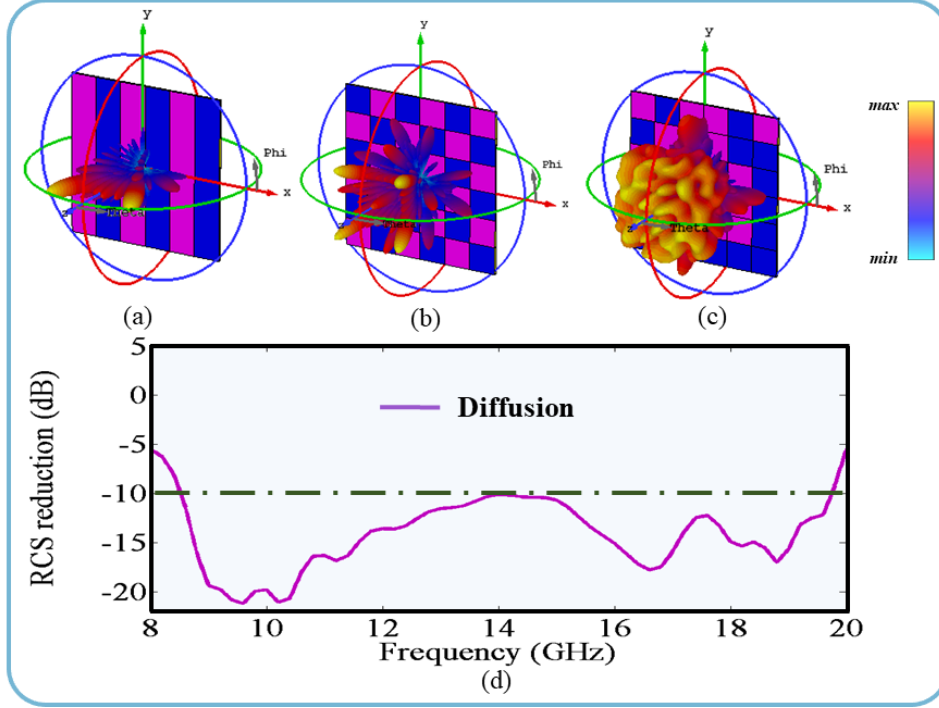 y
Phi
x
z
(a)
y
Phi
x
z
Theta
(b)
y
Phi
x
z
Theta
(c)
max
min
RCS reduction (dB)
5
0
-5
-10
-15
-20
Diffusion
8
10
12
14
16
18
20
Frequency (GHz)
(d)